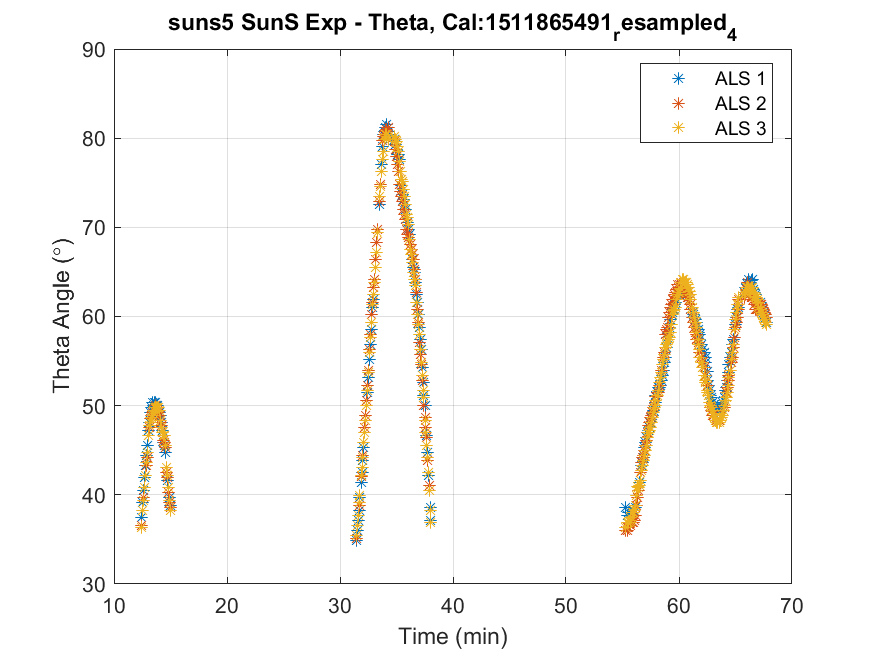 suns5 SunS Exp - Theta, Cal:1511865491resampled4
90
80
70
60
50
40
30
Theta Angle (°)
ALS 1
ALS 2
ALS 3
10 20 30 40 50 60 70
Time (min)